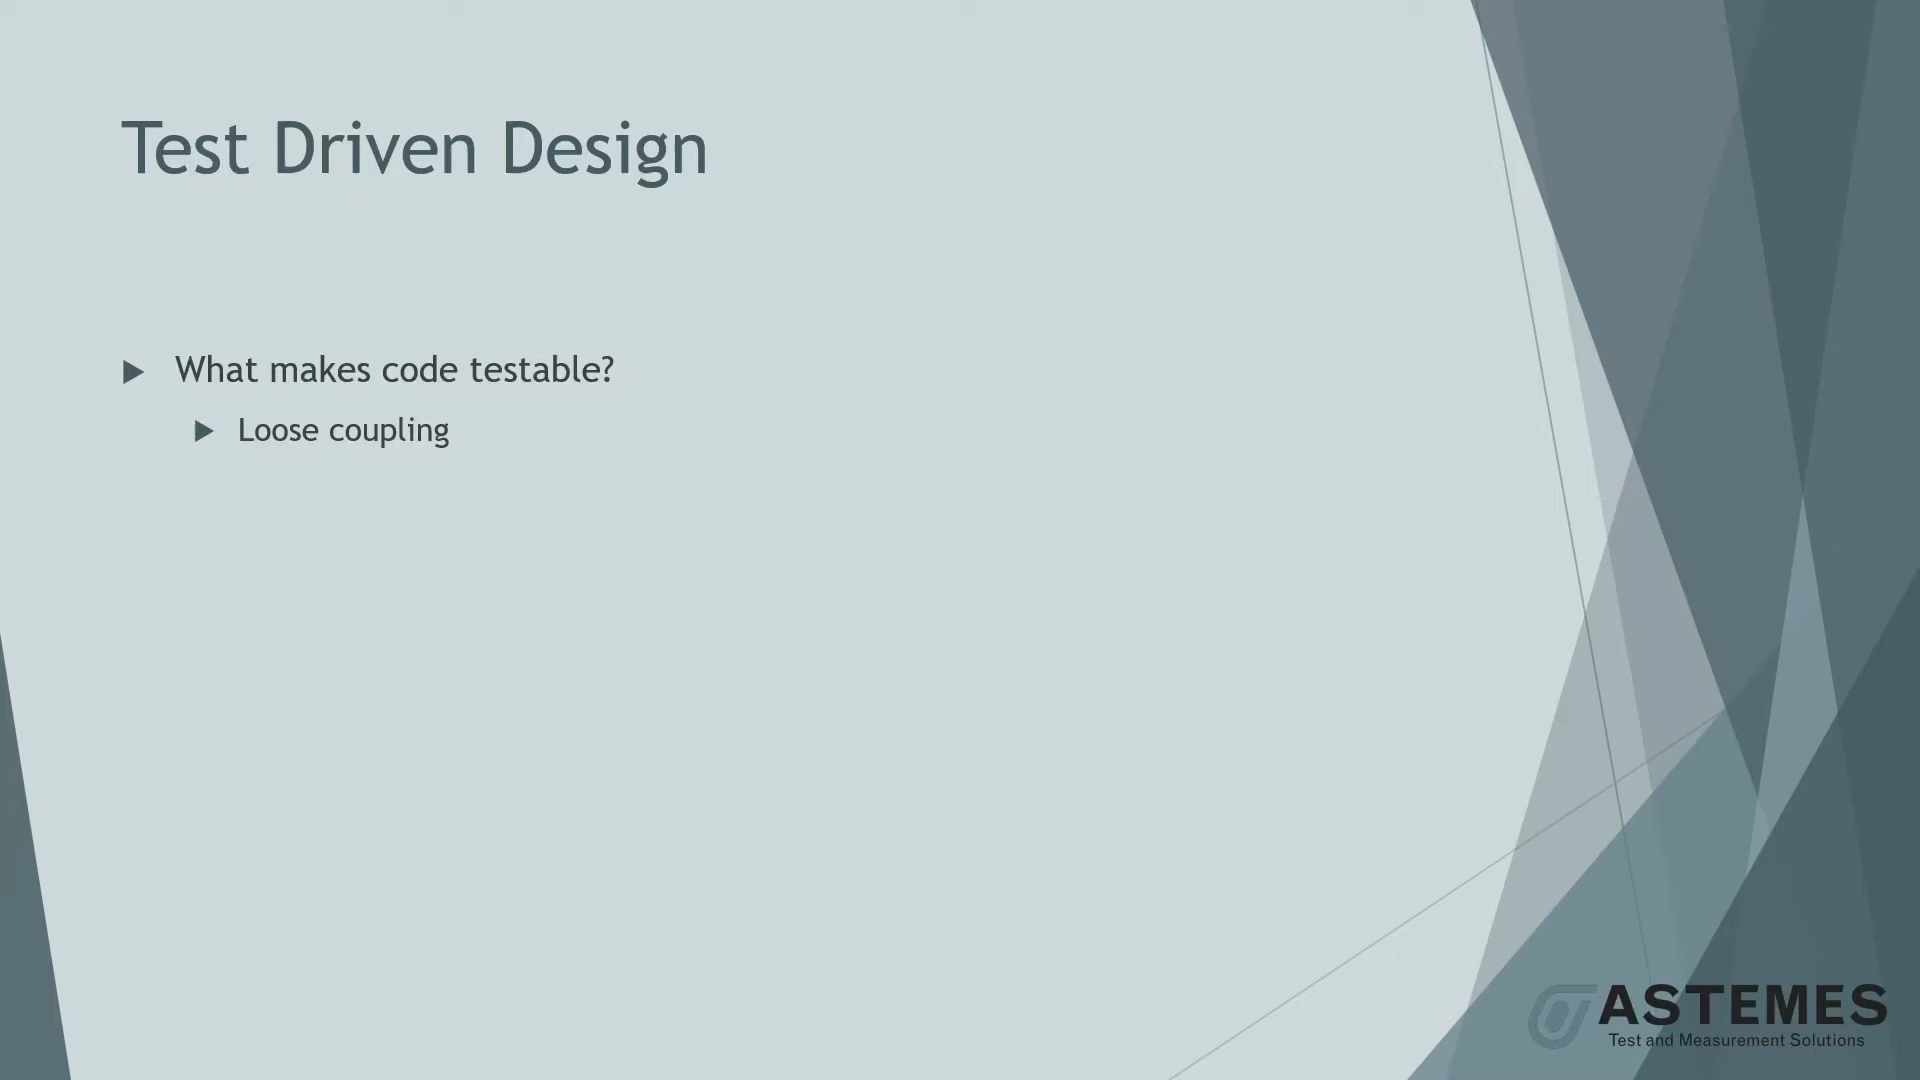 Test Driven Design
What makes code testable?
Loose coupling
ASTEMES
Test and Measurement Solutions